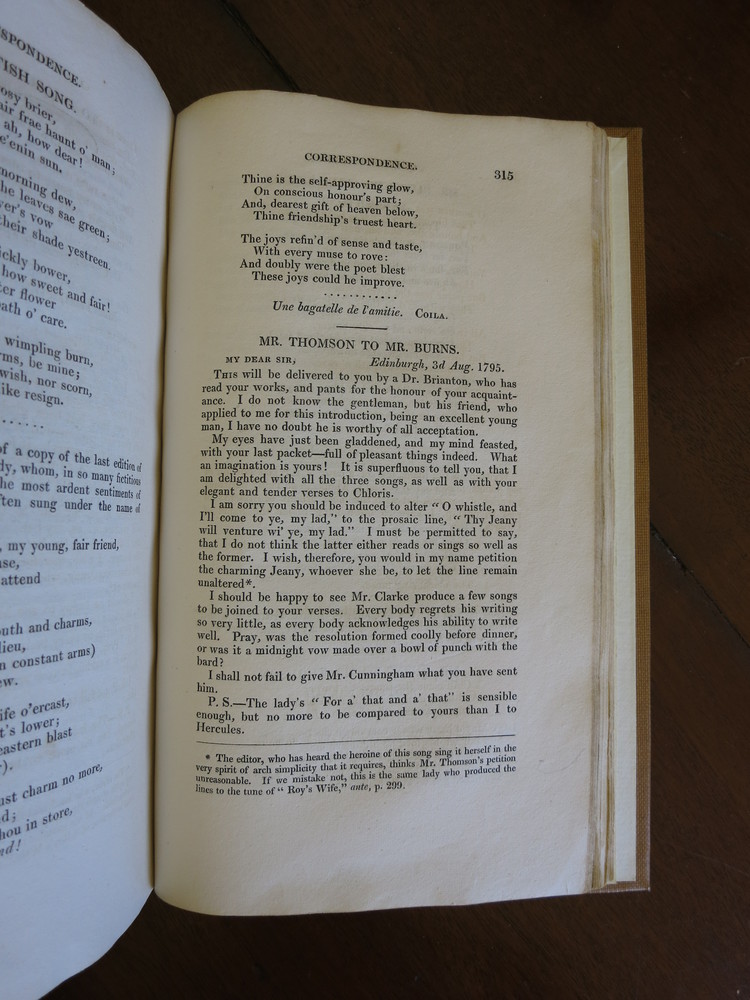 SPONDENCE.
TISH SONG.
osy brier,
air frae haunt o' man;
ah, how dear!
e'enin sun.
morning dew,
he leaves sae green;
ver's vow
their shade yestreen.
ickly bower,
how sweet and fair!
ter flower
path o' care.
wimpling burn,
rms, be mine;
wish, nor scorn,
like resign.
......
of a copy of the last edition of
dy, whom, in so many fictitious
he most ardent sentiments of
ften sung under the name of
, my young, fair friend,
use,
attend
outh and charms,
lieu,
n constant arms)
ew.
ife o'ercast,
t's lower;
eastern blast
r).
ust charm no more,
d;
hou in store,
nd!
CORRESPONDENCE. 315
Thine is the self-approving glow,
On conscious honour's part;
And, dearest gift of heaven below,
Thine friendship's truest heart.
The joys refin'd of sense and taste,
With every muse to rove:
And doubly were the poet blest
These joys could he improve.
............
Une bagatelle de l'amitie. COILA.
MR. THOMSON TO MR. BURNS.
MY DEAR SIR, Edinburgh, 3d Aug. 1795.
THIS will be delivered to you by a Dr. Brianton, who has
read your works, and pants for the honour of your acquaint-
ance. I do not know the gentleman, but his friend, who
applied to me for this introduction, being an excellent young
man, I have no doubt he is worthy of all acceptation.
My eyes have just been gladdened, and my mind feasted,
with your last packet—full of pleasant things indeed. What
an imagination is yours! It is superfluous to tell you, that I
am delighted with all the three songs, as well as with your
elegant and tender verses to Chloris.
I am sorry you should be induced to alter "O whistle, and
I'll come to ye, my lad," to the prosaic line, "Thy Jeany
will venture wi' ye, my lad." I must be permitted to say,
that I do not think the latter either reads or sings so well as
the former. I wish, therefore, you would in my name petition
the charming Jeany, whoever she be, to let the line remain
unaltered*.
I should be happy to see Mr. Clarke produce a few songs
to be joined to your verses. Every body regrets his writing
so very little, as every body acknowledges his ability to write
well. Pray, was the resolution formed coolly before dinner,
or was it a midnight vow made over a bowl of punch with the
bard?
I shall not fail to give Mr. Cunningham what you have sent
him.
P. S.—The lady's "For a' that and a' that" is sensible
enough, but no more to be compared to yours than I to
Hercules.
* The editor, who has heard the heroine of this song sing it herself in the
very spirit of arch simplicity that it requires, thinks Mr. Thomson's petition
unreasonable. If we mistake not, this is the same lady who produced the
lines to the tune of "Roy's Wife," ante, p. 299.